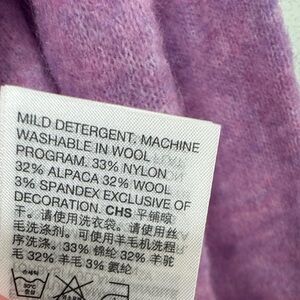 MILD DETERGENT. MACHINE
WASHABLE IN WOOL
PROGRAM. 33% NYLON
32% ALPACA 32% WOOL
3% SPANDEX EXCLUSIVE OF
DECORATION. CHS 平铺晾
干。请使用洗衣袋。请使用丝
毛洗涤剂。可使用羊毛机洗程
序洗涤。33% 锦纶 32% 羊驼
毛 32% 羊毛 3% 氨纶